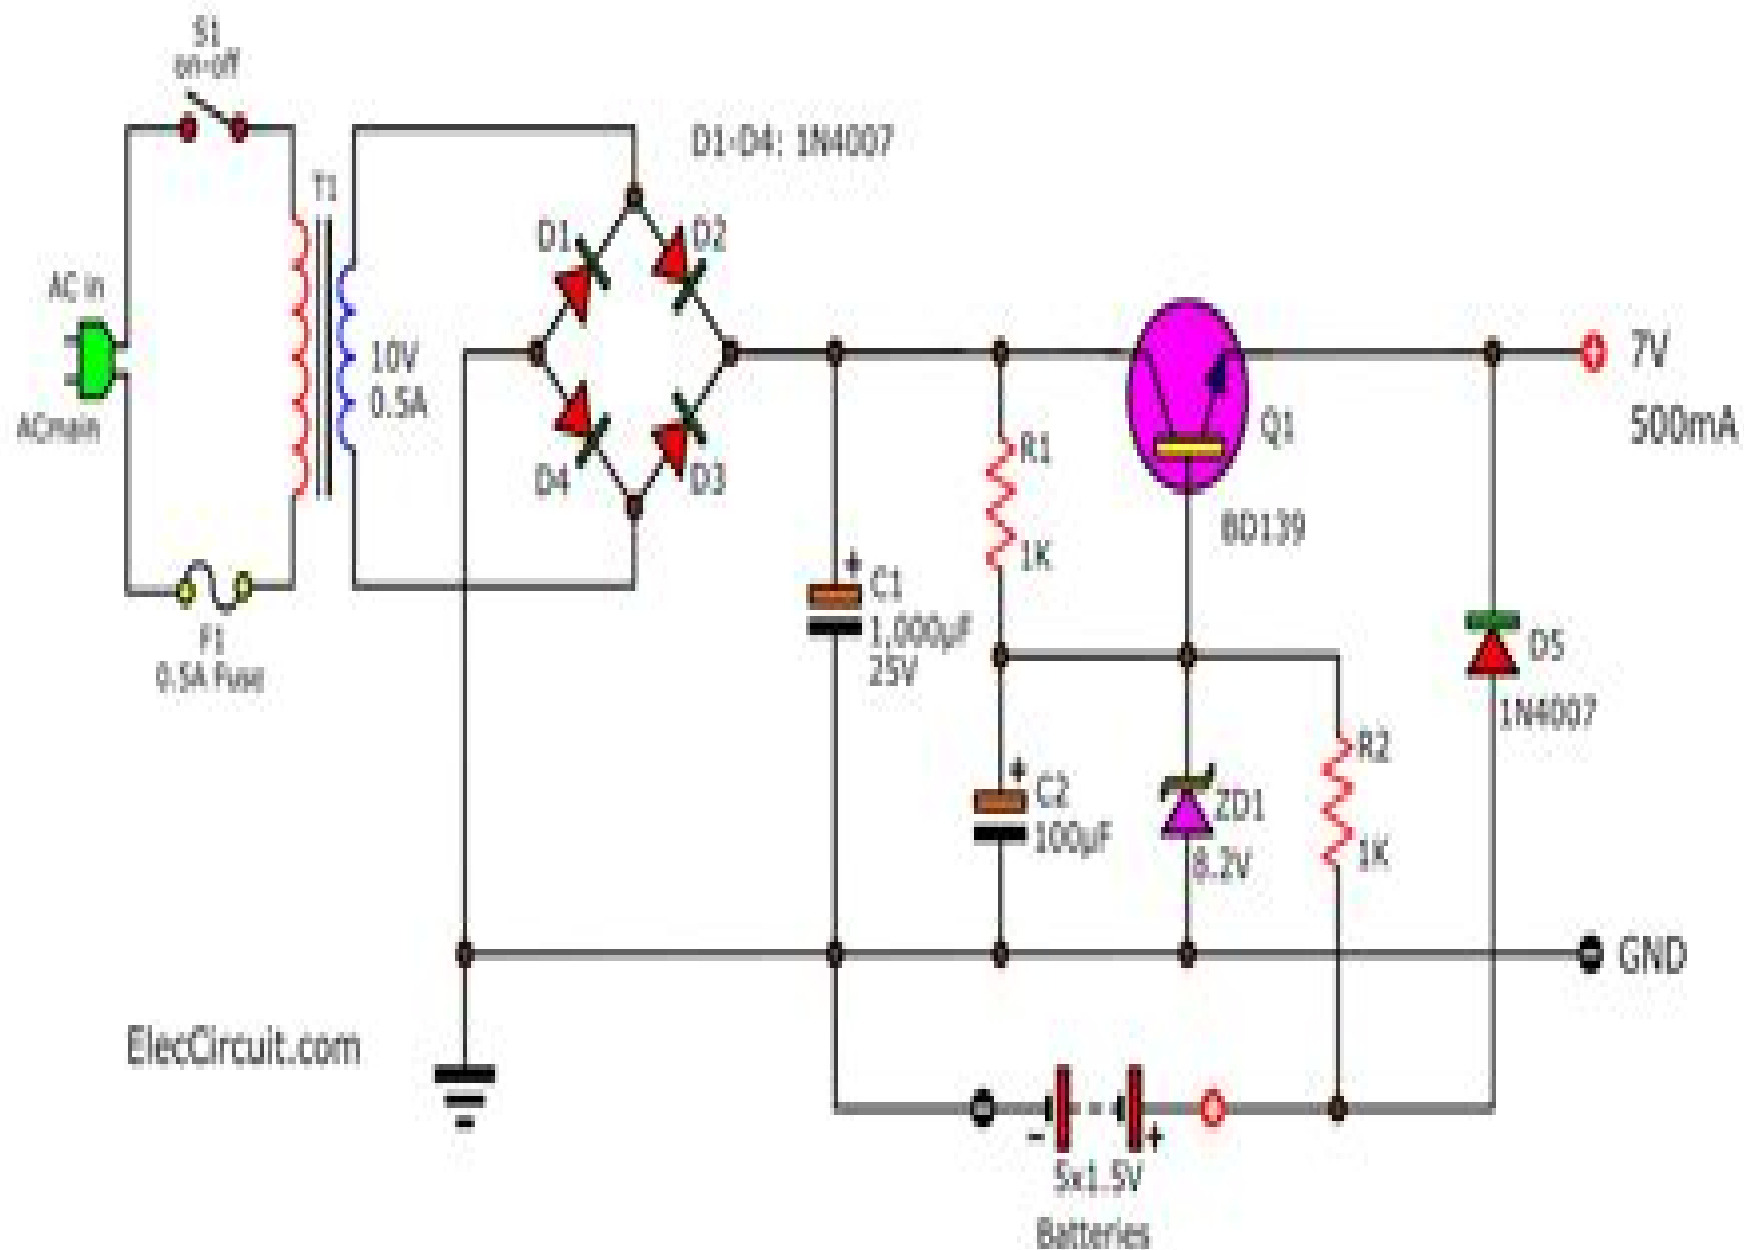 S1
on-off
T1
D1-D4: 1N4007
D1
D2
AC in
ACmain
10V
0.5A
D4
D3
7V
500mA
Q1
BD139
R1
1K
+
C1
1,000µF
25V
F1
0.5A Fuse
D5
1N4007
R2
1K
+
C2
100µF
ZD1
8.2V
GND
ElecCircuit.com
- +
5x1.5V
Batteries